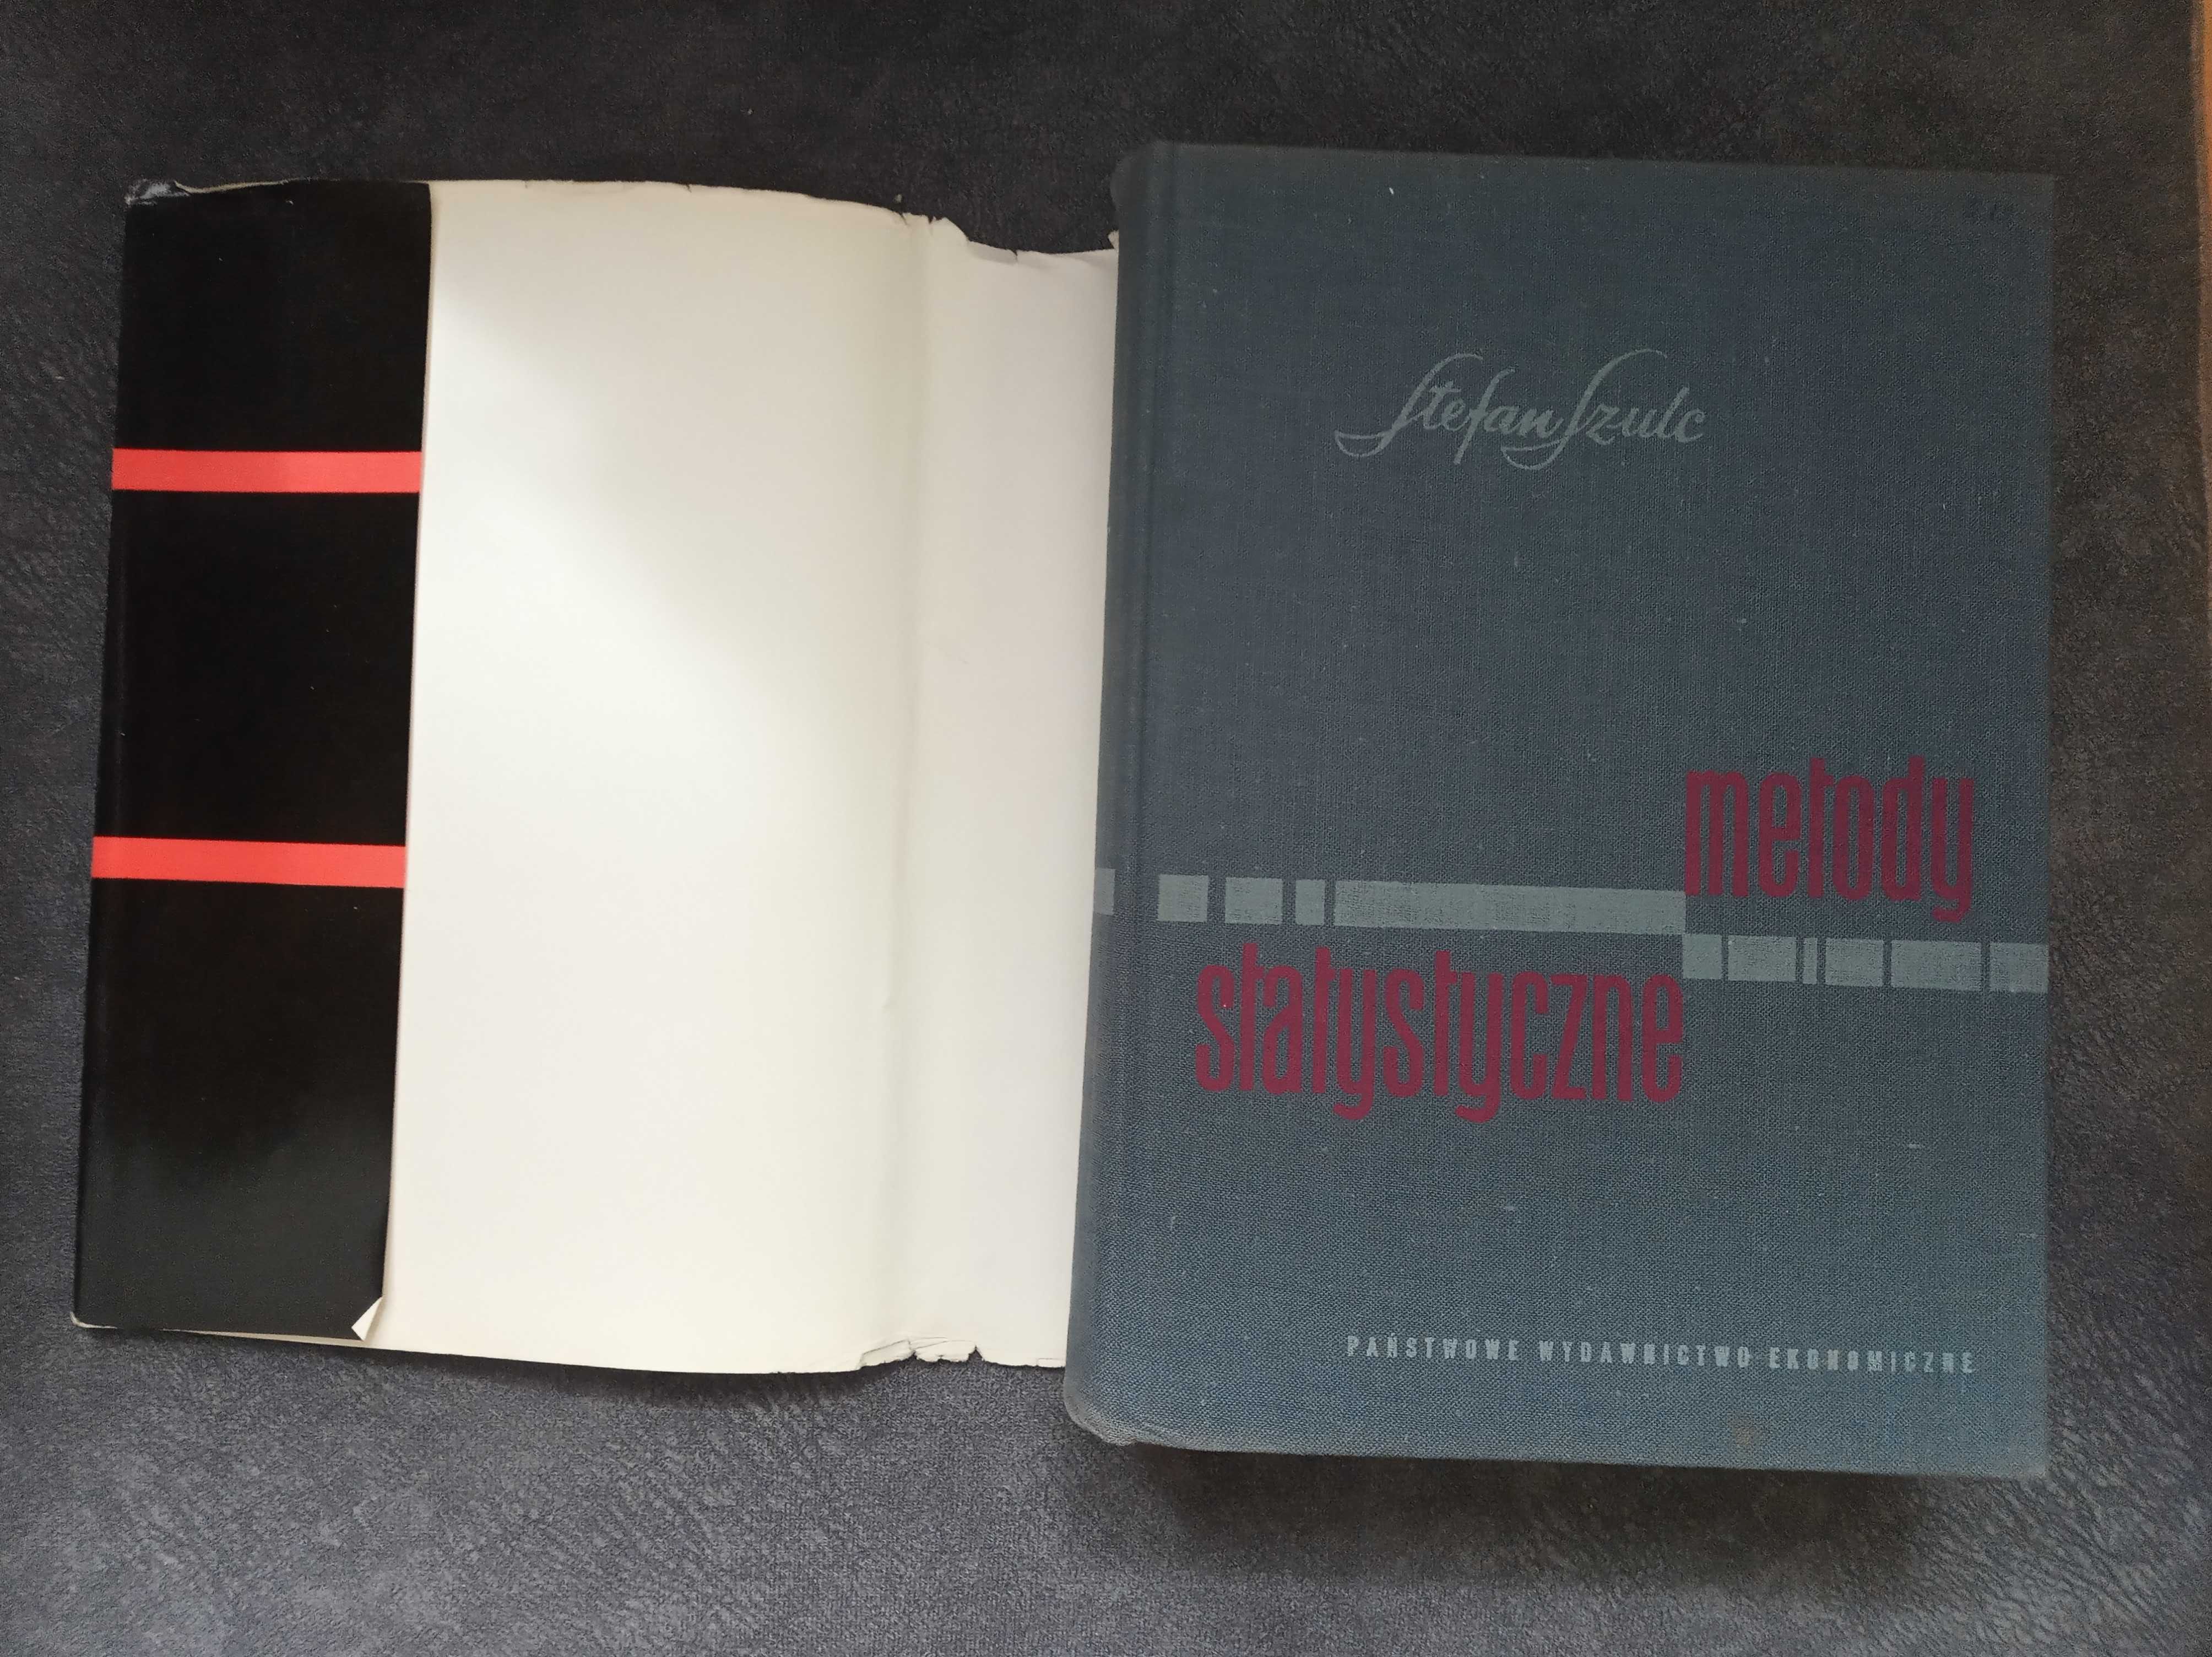 Stefan Szulc
metody
statystyczne
PAŃSTWOWE WYDAWNICTWO EKONOMICZNE